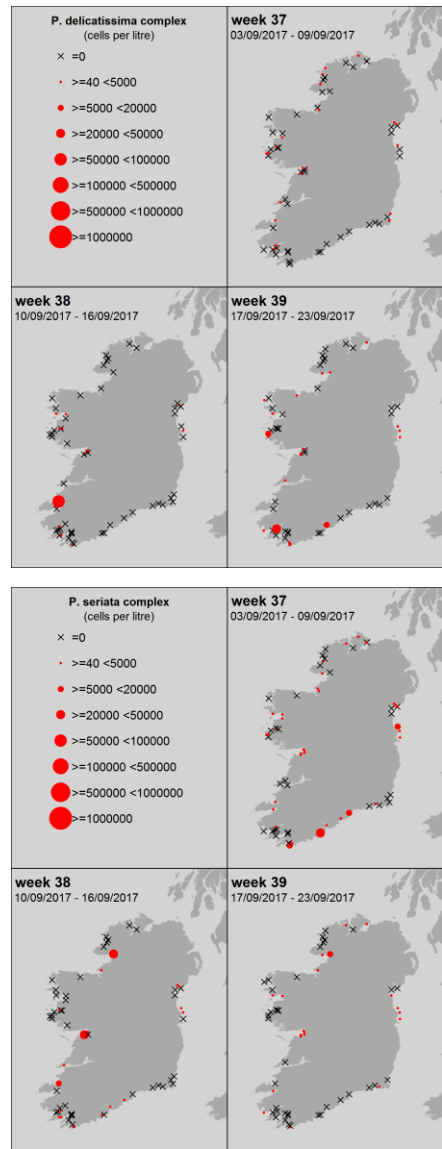 P. delicatissima complex
(cells per litre)
=0
>=40 <5000
>=5000 <20000
>=20000 <50000
>=50000 <100000
>=100000 <500000
>=500000 <1000000
>=1000000
week 37
03/09/2017 - 09/09/2017
week 38
10/09/2017 - 16/09/2017
week 39
17/09/2017 - 23/09/2017
P. seriata complex
(cells per litre)
=0
>=40 <5000
>=5000 <20000
>=20000 <50000
>=50000 <100000
>=100000 <500000
>=500000 <1000000
>=1000000
week 37
03/09/2017 - 09/09/2017
week 38
10/09/2017 - 16/09/2017
week 39
17/09/2017 - 23/09/2017